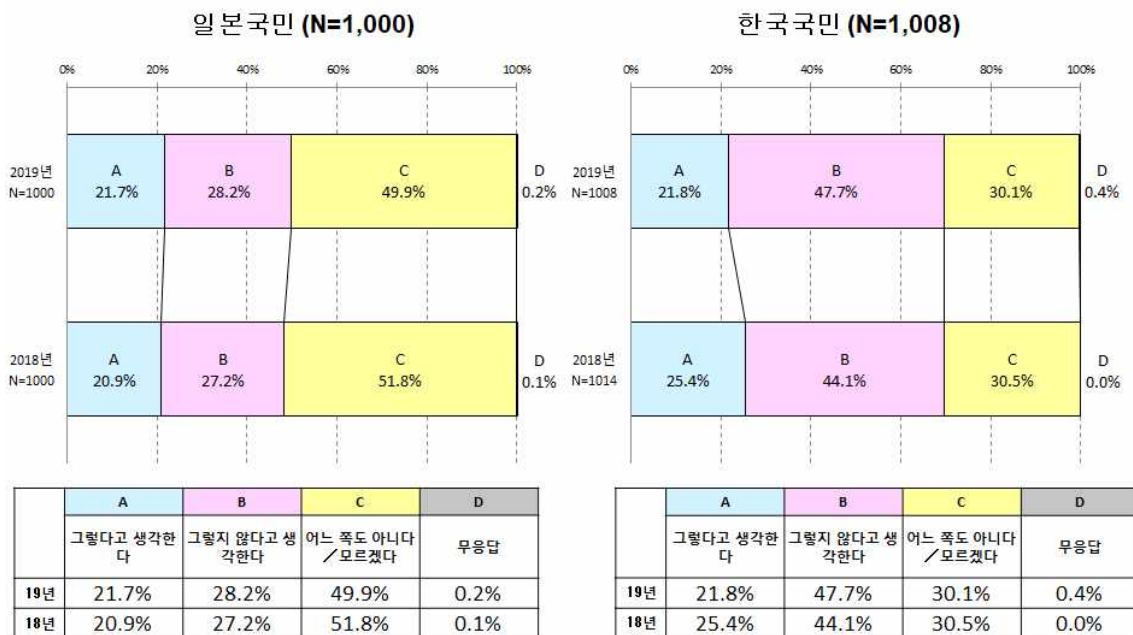 일본국민 (N=1,000)
0% 20% 40% 60% 80% 100%
2019년
N=1000
A
21.7%
B
28.2%
C
49.9%
D
0.2%
2018년
N=1000
A
20.9%
B
27.2%
C
51.8%
D
0.1%
A B C D
그렇다고 생각한
다
그렇지 않다고 생
각한다
어느 쪽도 아니다
／모르겠다
무응답
19년 21.7% 28.2% 49.9% 0.2%
18년 20.9% 27.2% 51.8% 0.1%
한국국민 (N=1,008)
0% 20% 40% 60% 80% 100%
2019년
N=1008
A
21.8%
B
47.7%
C
30.1%
D
0.4%
2018년
N=1014
A
25.4%
B
44.1%
C
30.5%
D
0.0%
A B C D
그렇다고 생각한
다
그렇지 않다고 생
각한다
어느 쪽도 아니다
／모르겠다
무응답
19년 21.8% 47.7% 30.1% 0.4%
18년 25.4% 44.1% 30.5% 0.0%